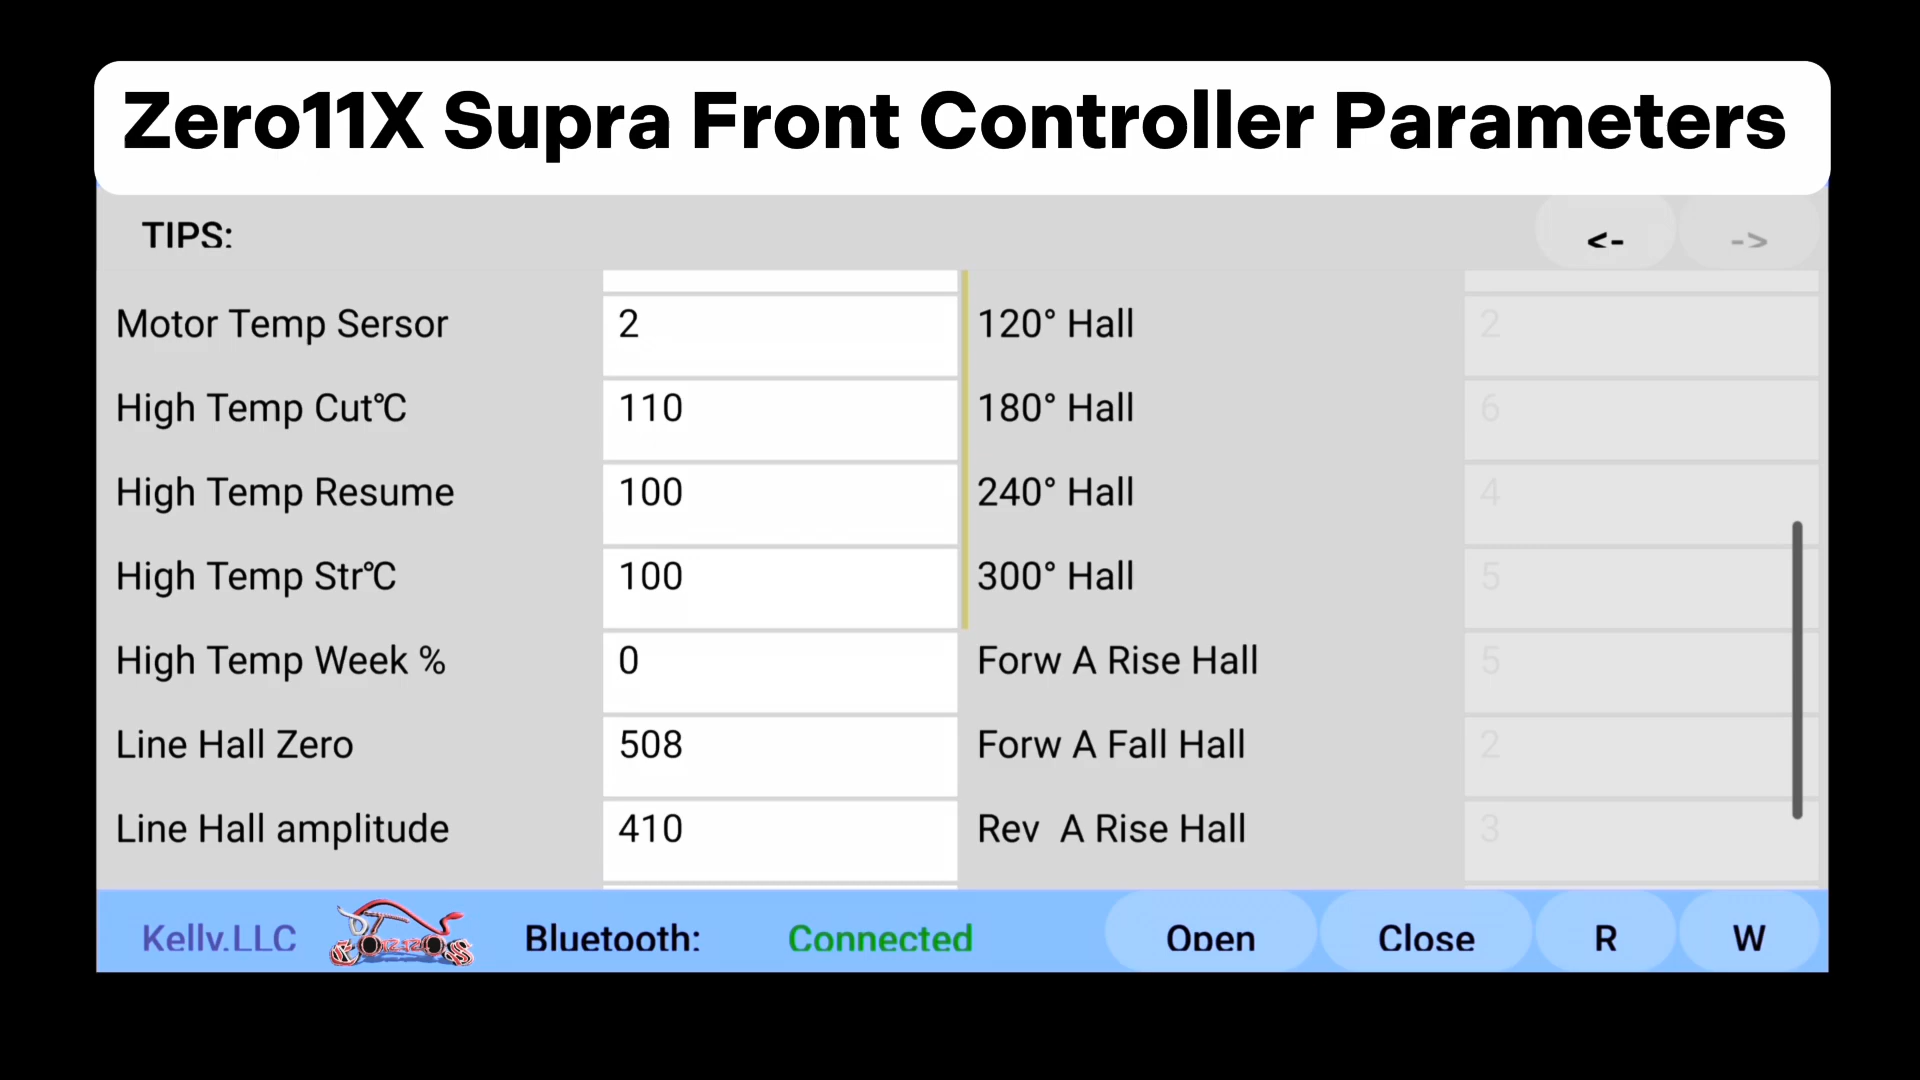 Zero11X Supra Front Controller Parameters
TIPS:
<- ->
Motor Temp Sersor 2 120° Hall 2
High Temp Cut℃ 110 180° Hall 6
High Temp Resume 100 240° Hall 4
High Temp Str℃ 100 300° Hall 5
High Temp Week % 0 Forw A Rise Hall 5
Line Hall Zero 508 Forw A Fall Hall 2
Line Hall amplitude 410 Rev A Rise Hall 3
Kelly.LLC Bluetooth: Connected Open Close R W